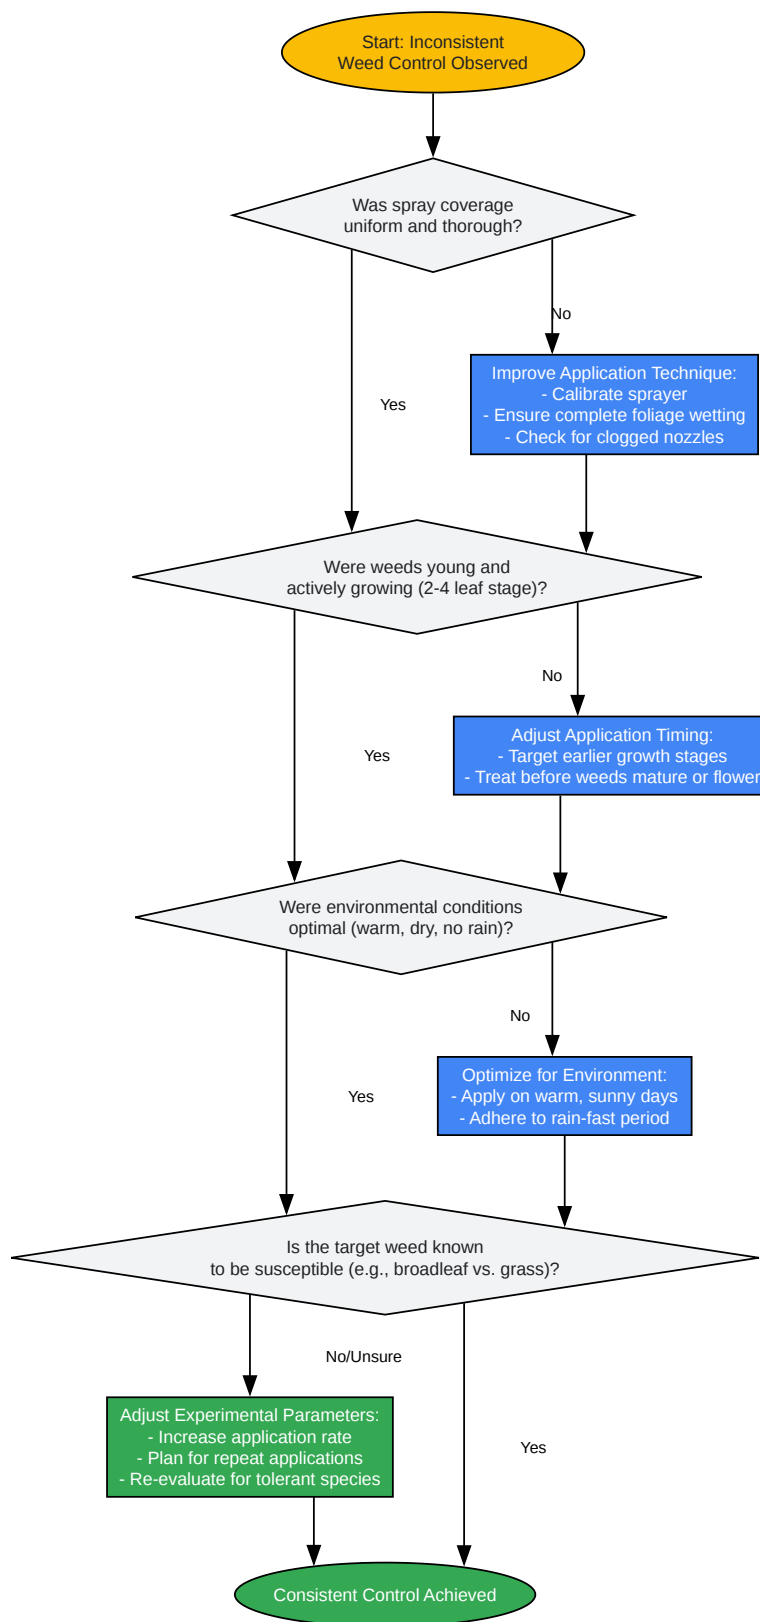 Start: Inconsistent
Weed Control Observed
Was spray coverage
uniform and thorough?
No
Improve Application Technique:
- Calibrate sprayer
- Ensure complete foliage wetting
- Check for clogged nozzles
Yes
Were weeds young and
actively growing (2-4 leaf stage)?
No
Adjust Application Timing:
- Target earlier growth stages
- Treat before weeds mature or flower
Yes
Were environmental conditions
optimal (warm, dry, no rain)?
No
Optimize for Environment:
- Apply on warm, sunny days
- Adhere to rain-fast period
Yes
Is the target weed known
to be susceptible (e.g., broadleaf vs. grass)?
No/Unsure
Adjust Experimental Parameters:
- Increase application rate
- Plan for repeat applications
- Re-evaluate for tolerant species
Yes
Consistent Control Achieved